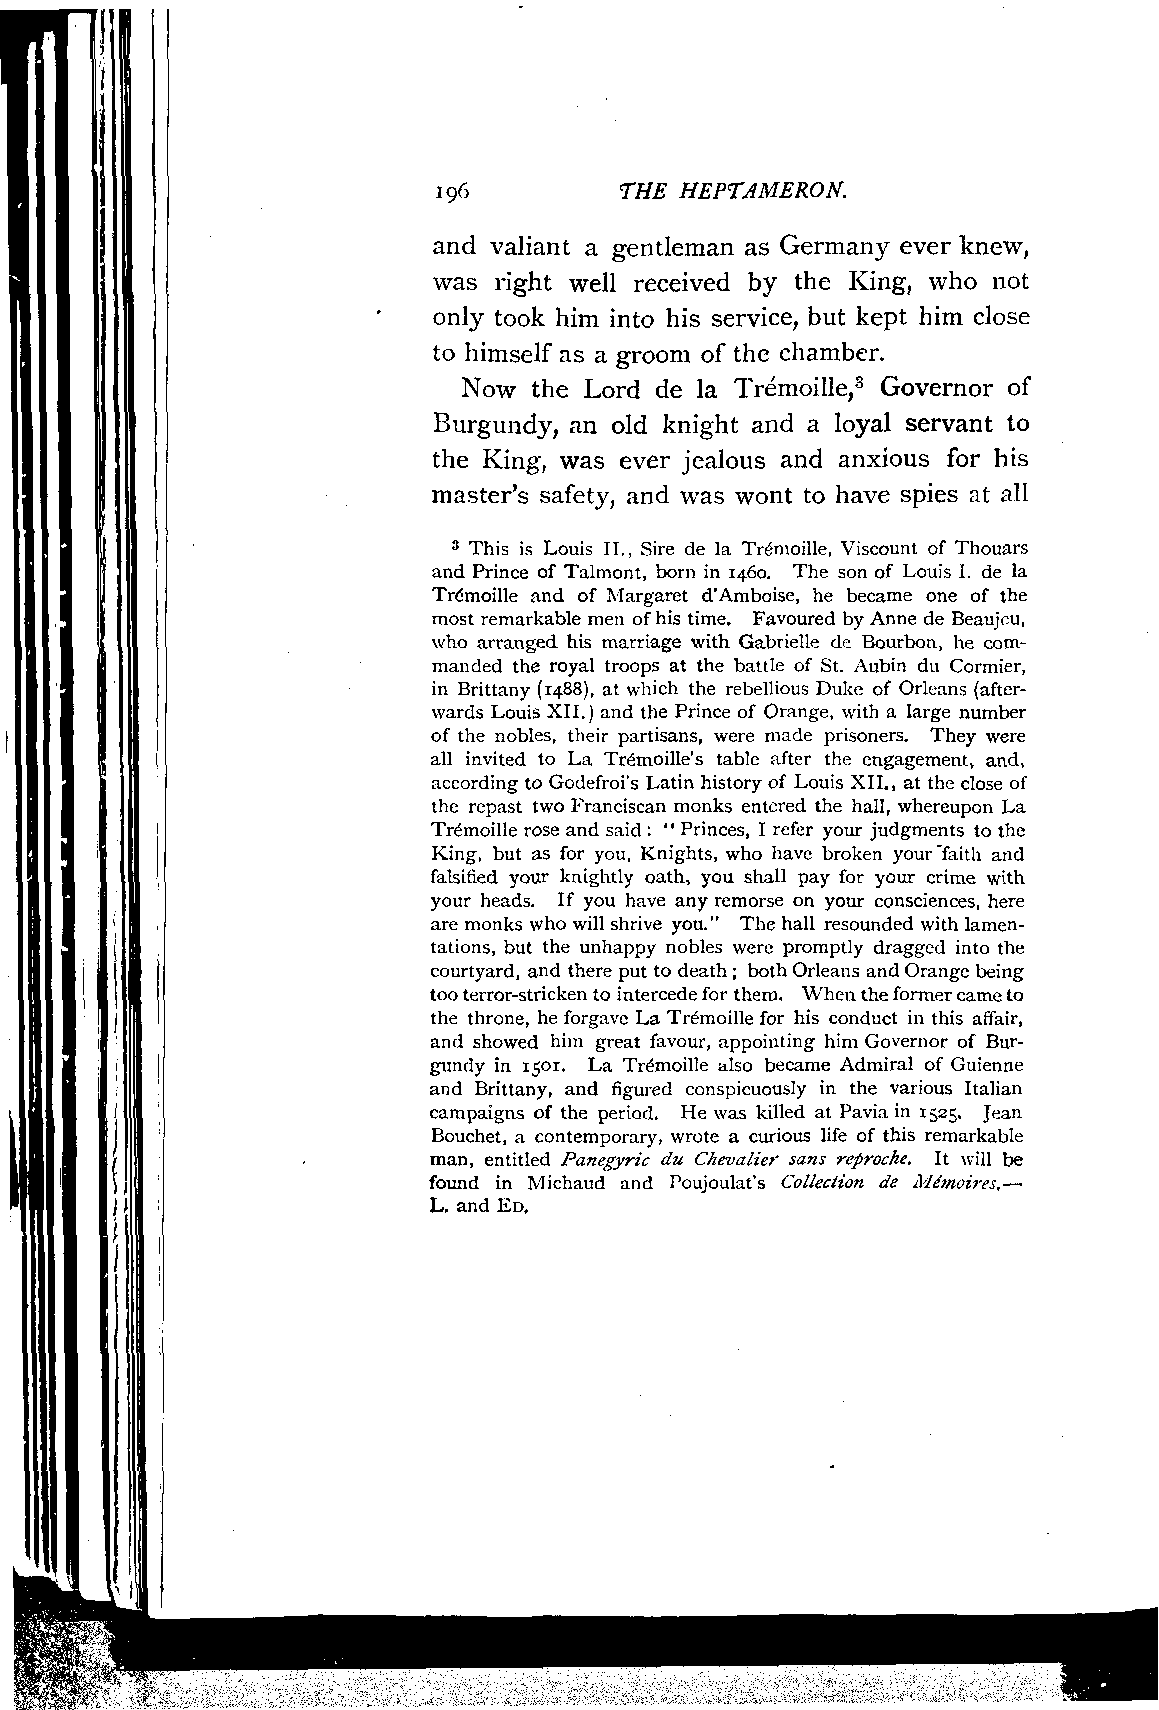 196 THE HEPTAMERON.
and valiant a gentleman as Germany ever knew,
was right well received by the King, who not
only took him into his service, but kept him close
to himself as a groom of the chamber.
Now the Lord de la Trémoille,³ Governor of
Burgundy, an old knight and a loyal servant to
the King, was ever jealous and anxious for his
master's safety, and was wont to have spies at all
³ This is Louis II., Sire de la Trémoille, Viscount of Thouars
and Prince of Talmont, born in 1460. The son of Louis I. de la
Trémoille and of Margaret d'Amboise, he became one of the
most remarkable men of his time. Favoured by Anne de Beaujeu,
who arranged his marriage with Gabrielle de Bourbon, he com-
manded the royal troops at the battle of St. Aubin du Cormier,
in Brittany (1488), at which the rebellious Duke of Orleans (after-
wards Louis XII.) and the Prince of Orange, with a large number
of the nobles, their partisans, were made prisoners. They were
all invited to La Trémoille's table after the engagement, and,
according to Godefroi's Latin history of Louis XII., at the close of
the repast two Franciscan monks entered the hall, whereupon La
Trémoille rose and said : "Princes, I refer your judgments to the
King, but as for you, Knights, who have broken your faith and
falsified your knightly oath, you shall pay for your crime with
your heads. If you have any remorse on your consciences, here
are monks who will shrive you." The hall resounded with lamen-
tations, but the unhappy nobles were promptly dragged into the
courtyard, and there put to death ; both Orleans and Orange being
too terror-stricken to intercede for them. When the former came to
the throne, he forgave La Trémoille for his conduct in this affair,
and showed him great favour, appointing him Governor of Bur-
gundy in 1501. La Trémoille also became Admiral of Guienne
and Brittany, and figured conspicuously in the various Italian
campaigns of the period. He was killed at Pavia in 1525. Jean
Bouchet, a contemporary, wrote a curious life of this remarkable
man, entitled Panegyric du Chevalier sans reproche. It will be
found in Michaud and Poujoulat's Collection de Mémoires.—
L. and ED.